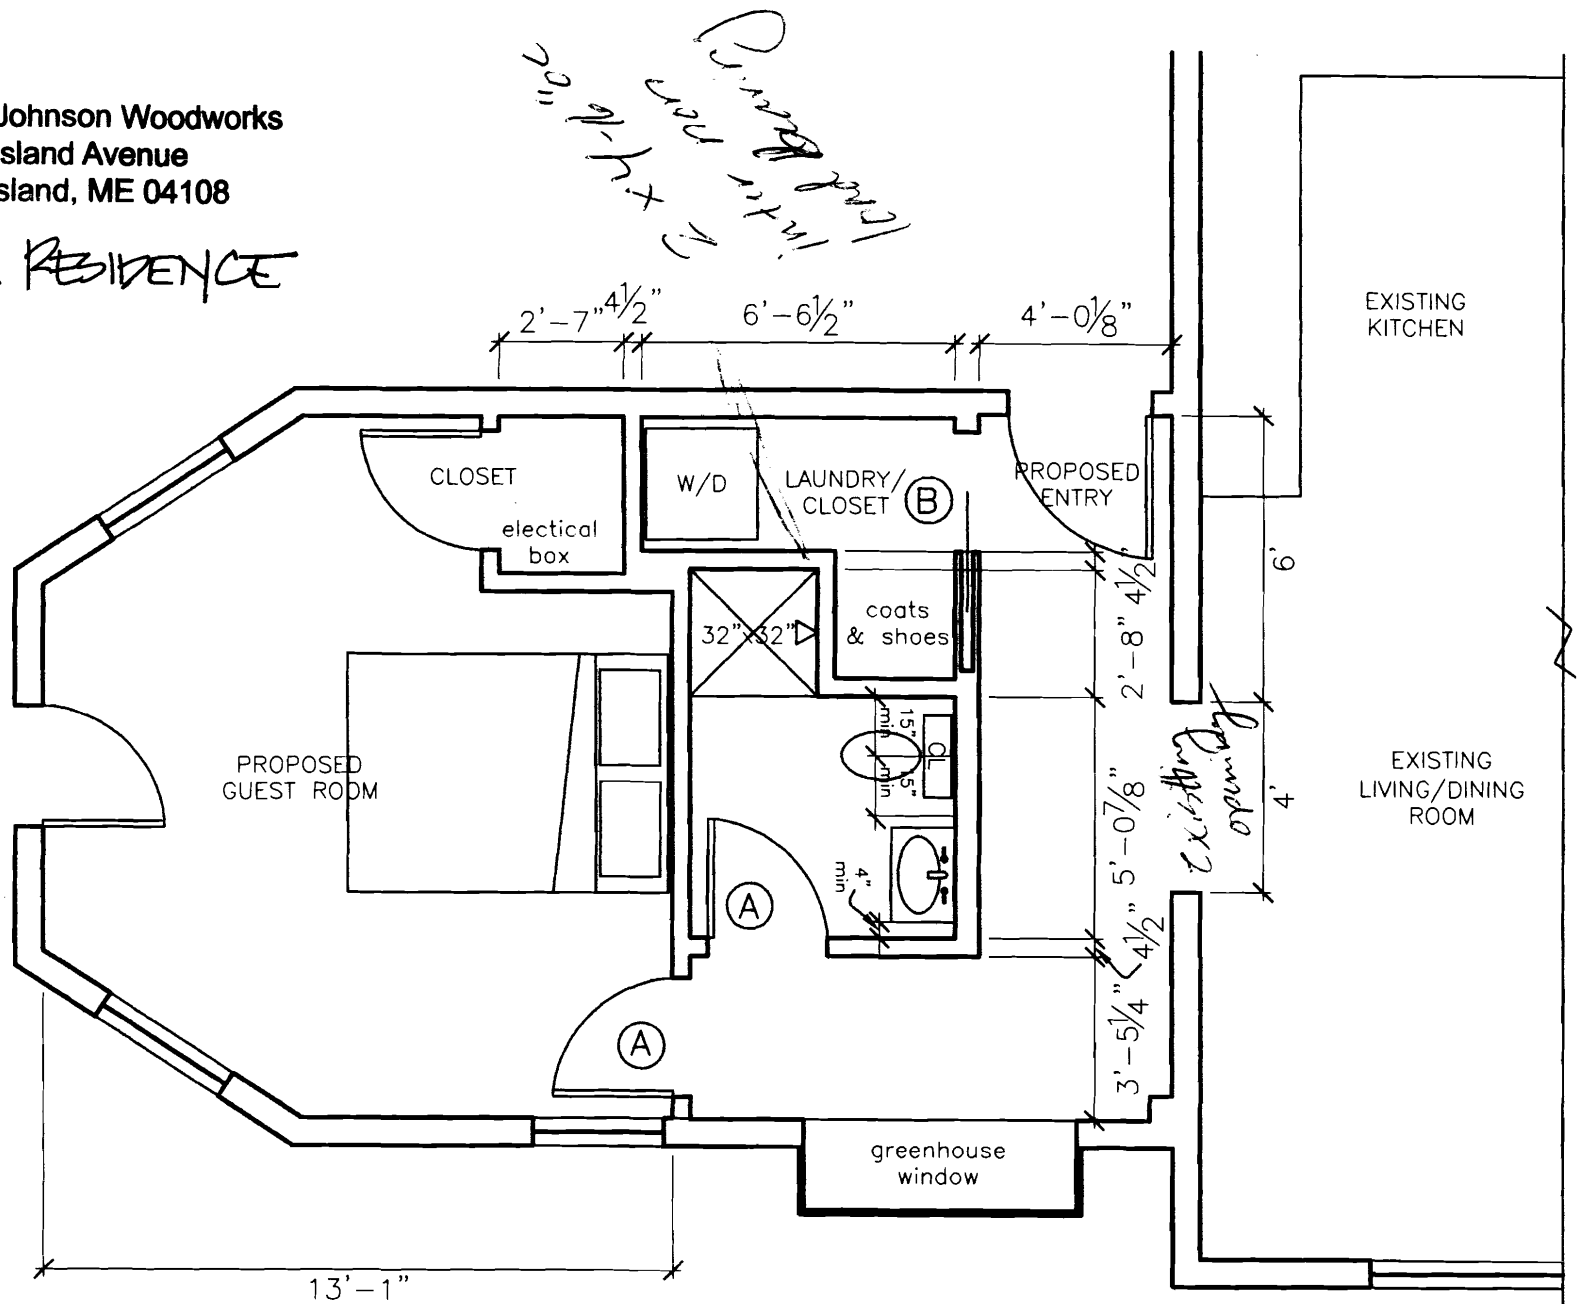 Johnson Woodworks
sland Avenue
sland, ME 04108
RESIDENCE
2'-7"
4½"
6'-6½"
4'-0⅛"
EXISTING
KITCHEN
CLOSET
electical
box
W/D
LAUNDRY/
CLOSET
B
PROPOSED
ENTRY
6'
4½"
2'-8"
32"x32"
coats
& shoes
15"
min
CL
15"
min
PROPOSED
GUEST ROOM
existing
4'
5'-0⅞"
EXISTING
LIVING/DINING
ROOM
4"
min
A
4½"
A
3'-5¼"
greenhouse
window
13'-1"